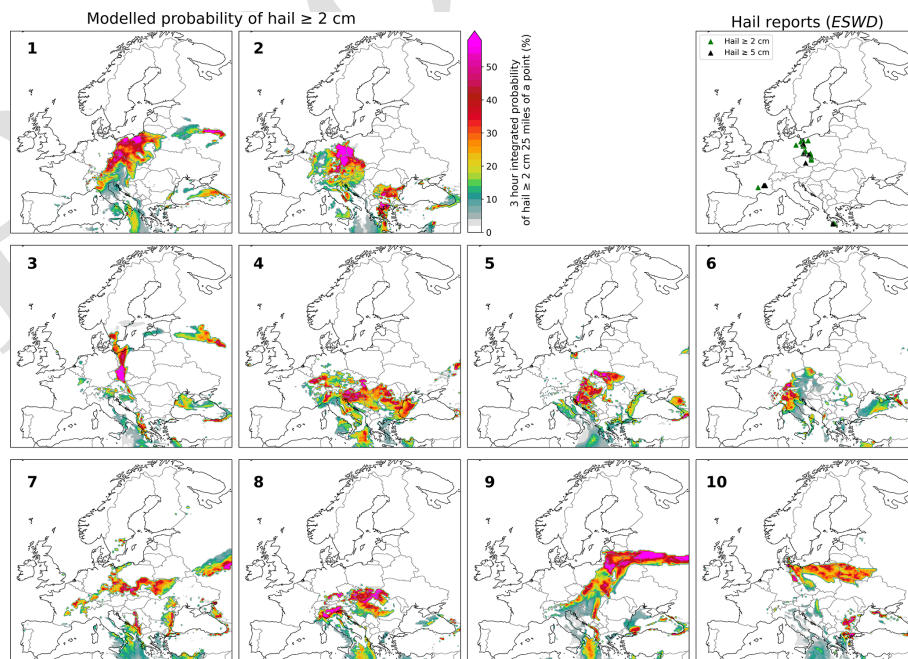 Modelled probability of hail ≥ 2 cm
Hail reports (ESWD)
1
2
50
40
30
20
10
0
3 hour integrated probability
of hail ≥ 2 cm 25 miles of a point (%)
Hail ≥ 2 cm
Hail ≥ 5 cm
3
4
5
6
7
8
9
10